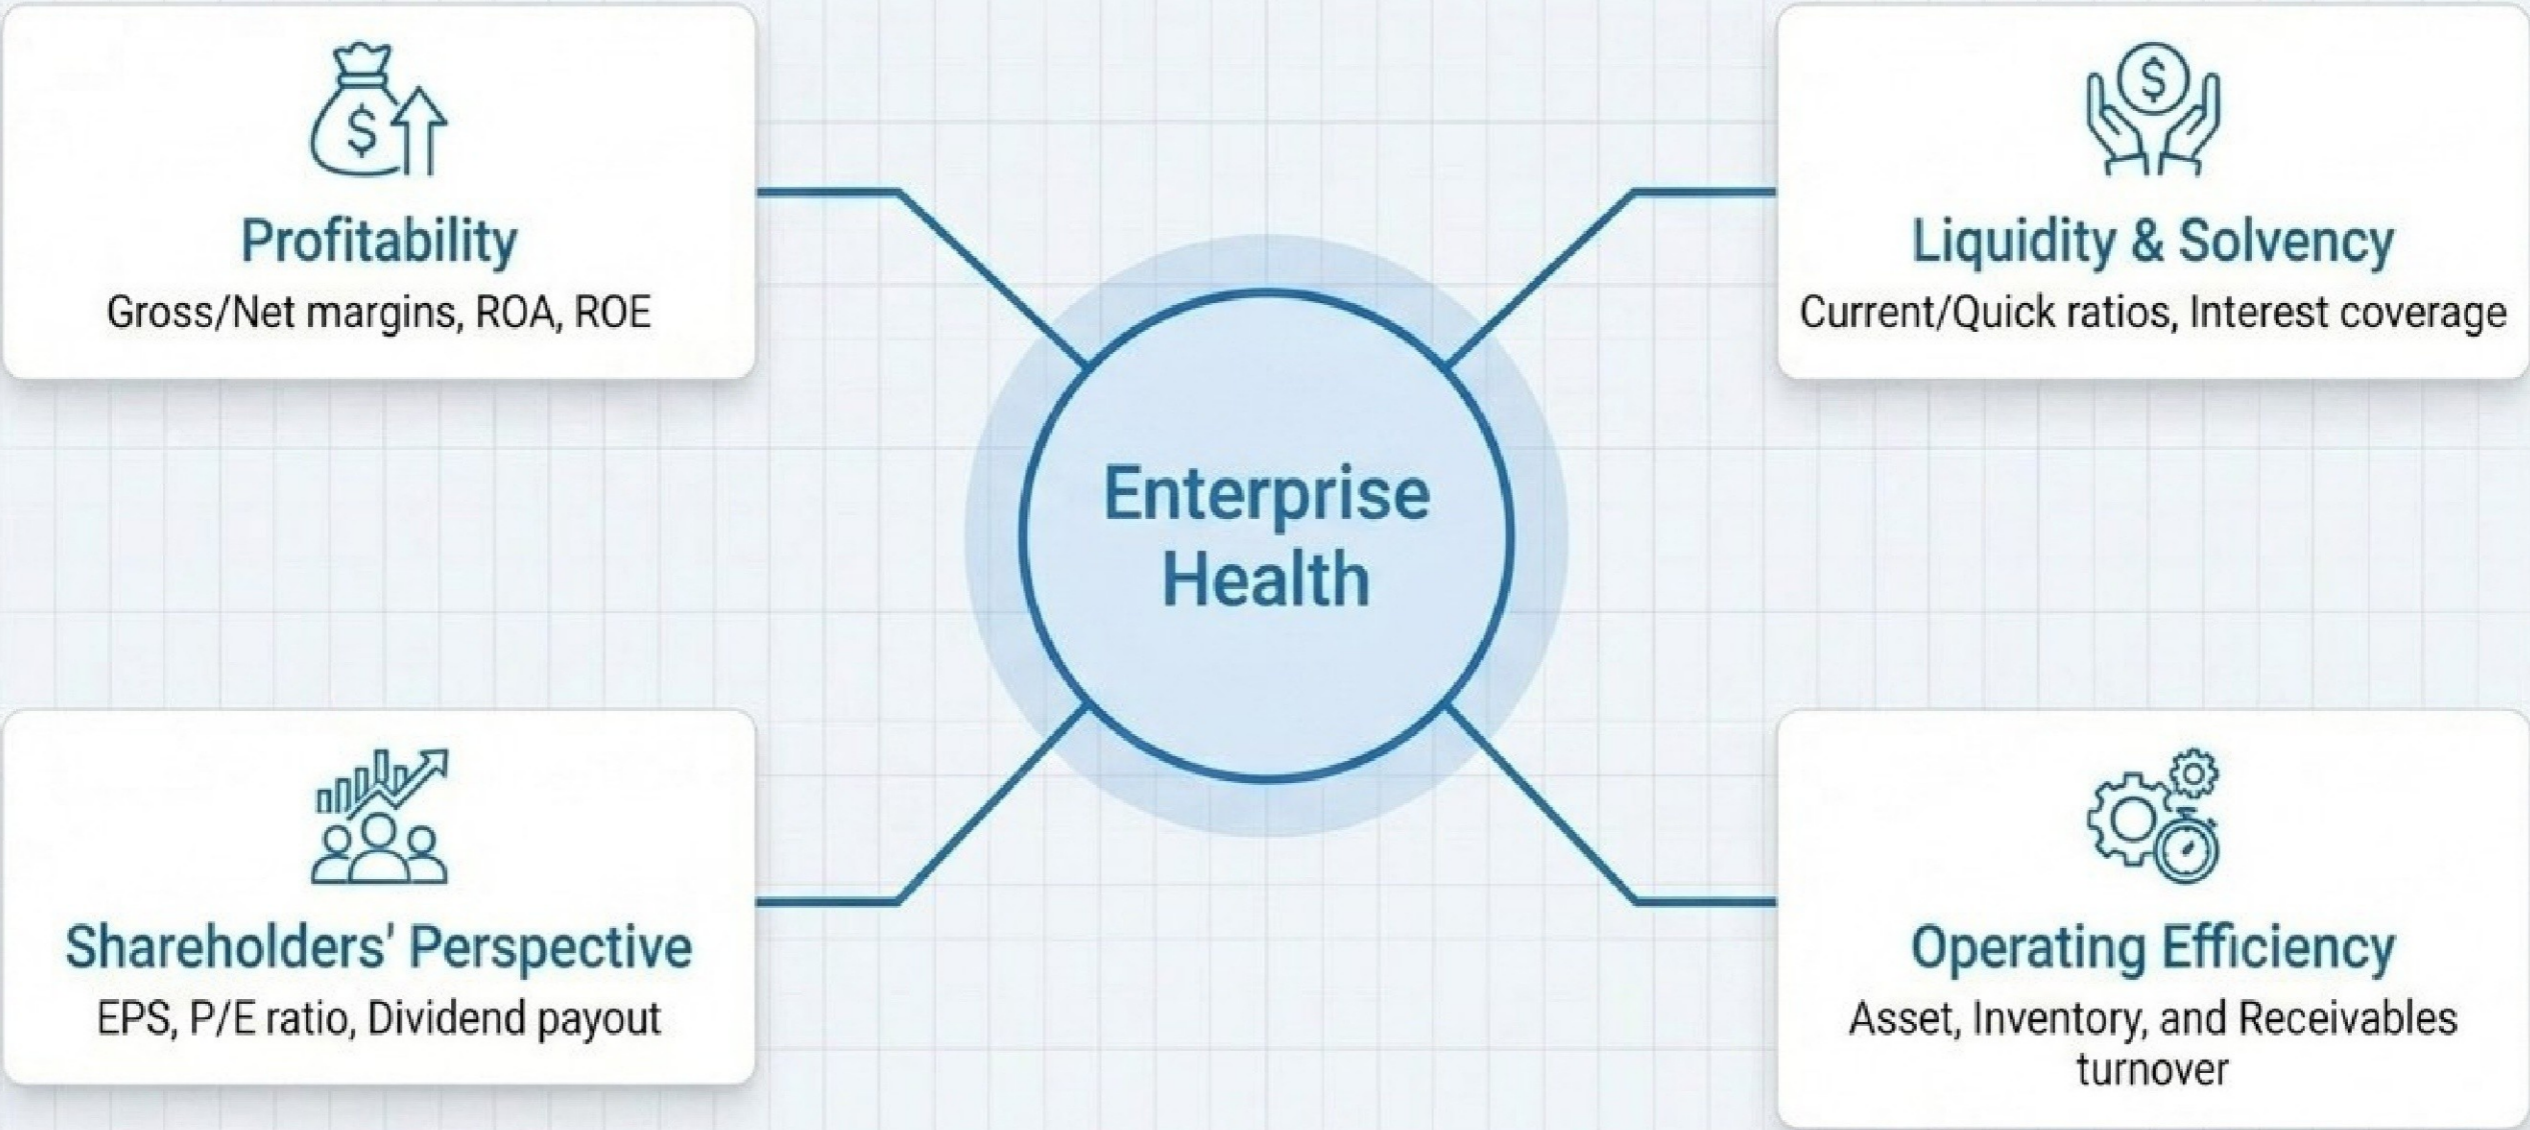 Profitability
Gross/Net margins, ROA, ROE
Liquidity & Solvency
Current/Quick ratios, Interest coverage
Enterprise
Health
Shareholders' Perspective
EPS, P/E ratio, Dividend payout
Operating Efficiency
Asset, Inventory, and Receivables
turnover